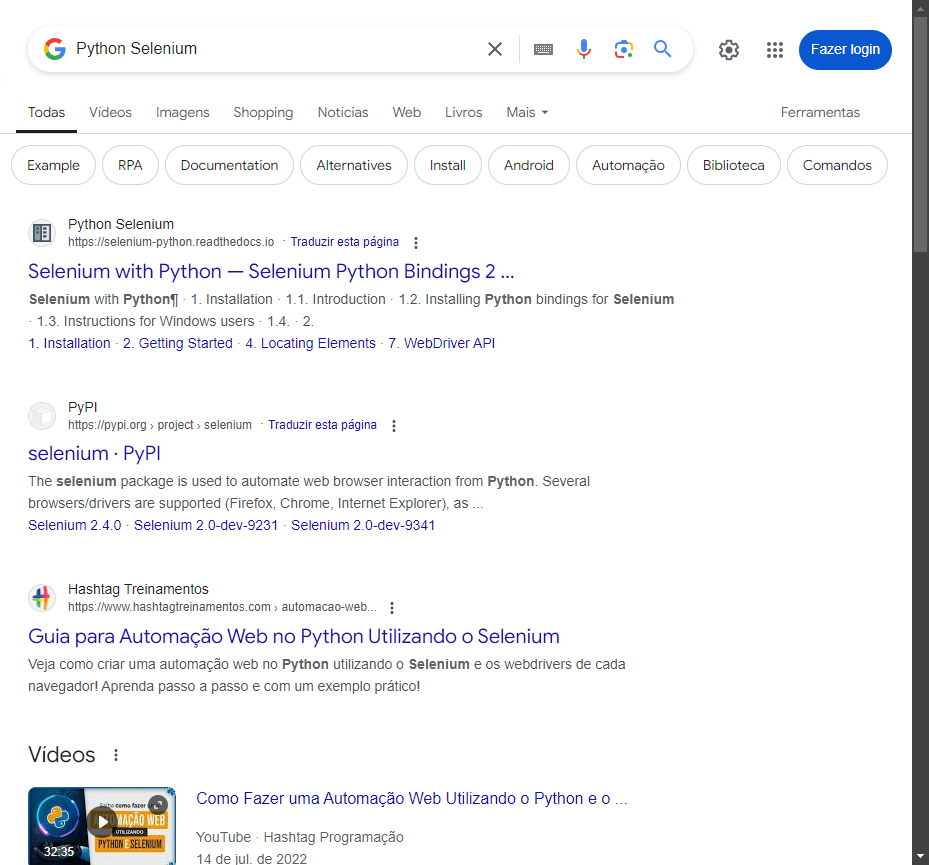 Python Selenium
Fazer login
Todas Vídeos Imagens Shopping Notícias Web Livros Mais Ferramentas
Example RPA Documentation Alternatives Install Android Automação Biblioteca Comandos
Python Selenium
https://selenium-python.readthedocs.io · Traduzir esta página
Selenium with Python — Selenium Python Bindings 2 ...
Selenium with Python¶ · 1. Installation · 1.1. Introduction · 1.2. Installing Python bindings for Selenium
· 1.3. Instructions for Windows users · 1.4. · 2.
1. Installation · 2. Getting Started · 4. Locating Elements · 7. WebDriver API
PyPI
https://pypi.org › project › selenium · Traduzir esta página
selenium · PyPI
The selenium package is used to automate web browser interaction from Python. Several
browsers/drivers are supported (Firefox, Chrome, Internet Explorer), as ...
Selenium 2.4.0 · Selenium 2.0-dev-9231 · Selenium 2.0-dev-9341
Hashtag Treinamentos
https://www.hashtagtreinamentos.com › automacao-web...
Guia para Automação Web no Python Utilizando o Selenium
Veja como criar uma automação web no Python utilizando o Selenium e os webdrivers de cada
navegador! Aprenda passo a passo e com um exemplo prático!
Vídeos
Saiba como fazer
AUTOMAÇÃO WEB
UTILIZANDO
PYTHON E SELENIUM
32:35
Como Fazer uma Automação Web Utilizando o Python e o ...
YouTube · Hashtag Programação
14 de jul. de 2022